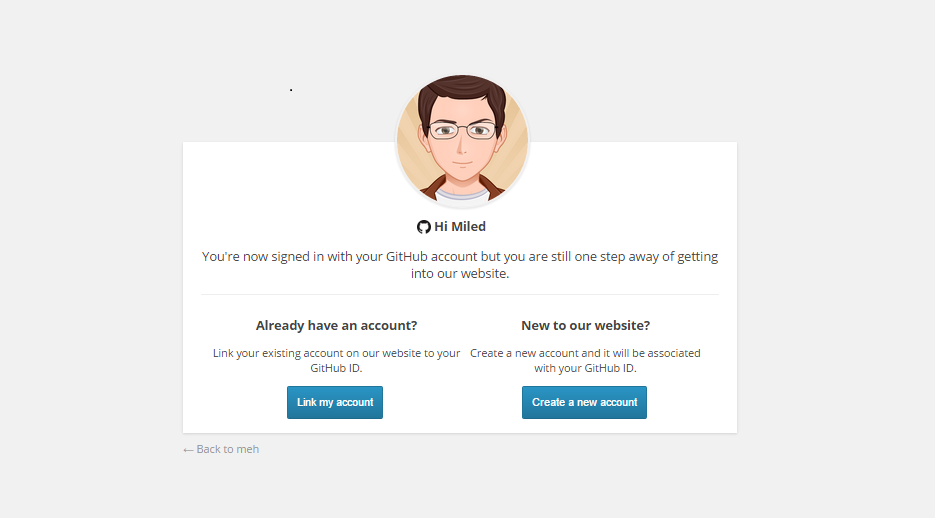 Hi Miled
You're now signed in with your GitHub account but you are still one step away of getting
into our website.
Already have an account?
Link your existing account on our website to your
GitHub ID.
Link my account
New to our website?
Create a new account and it will be associated
with your GitHub ID.
Create a new account
← Back to meh